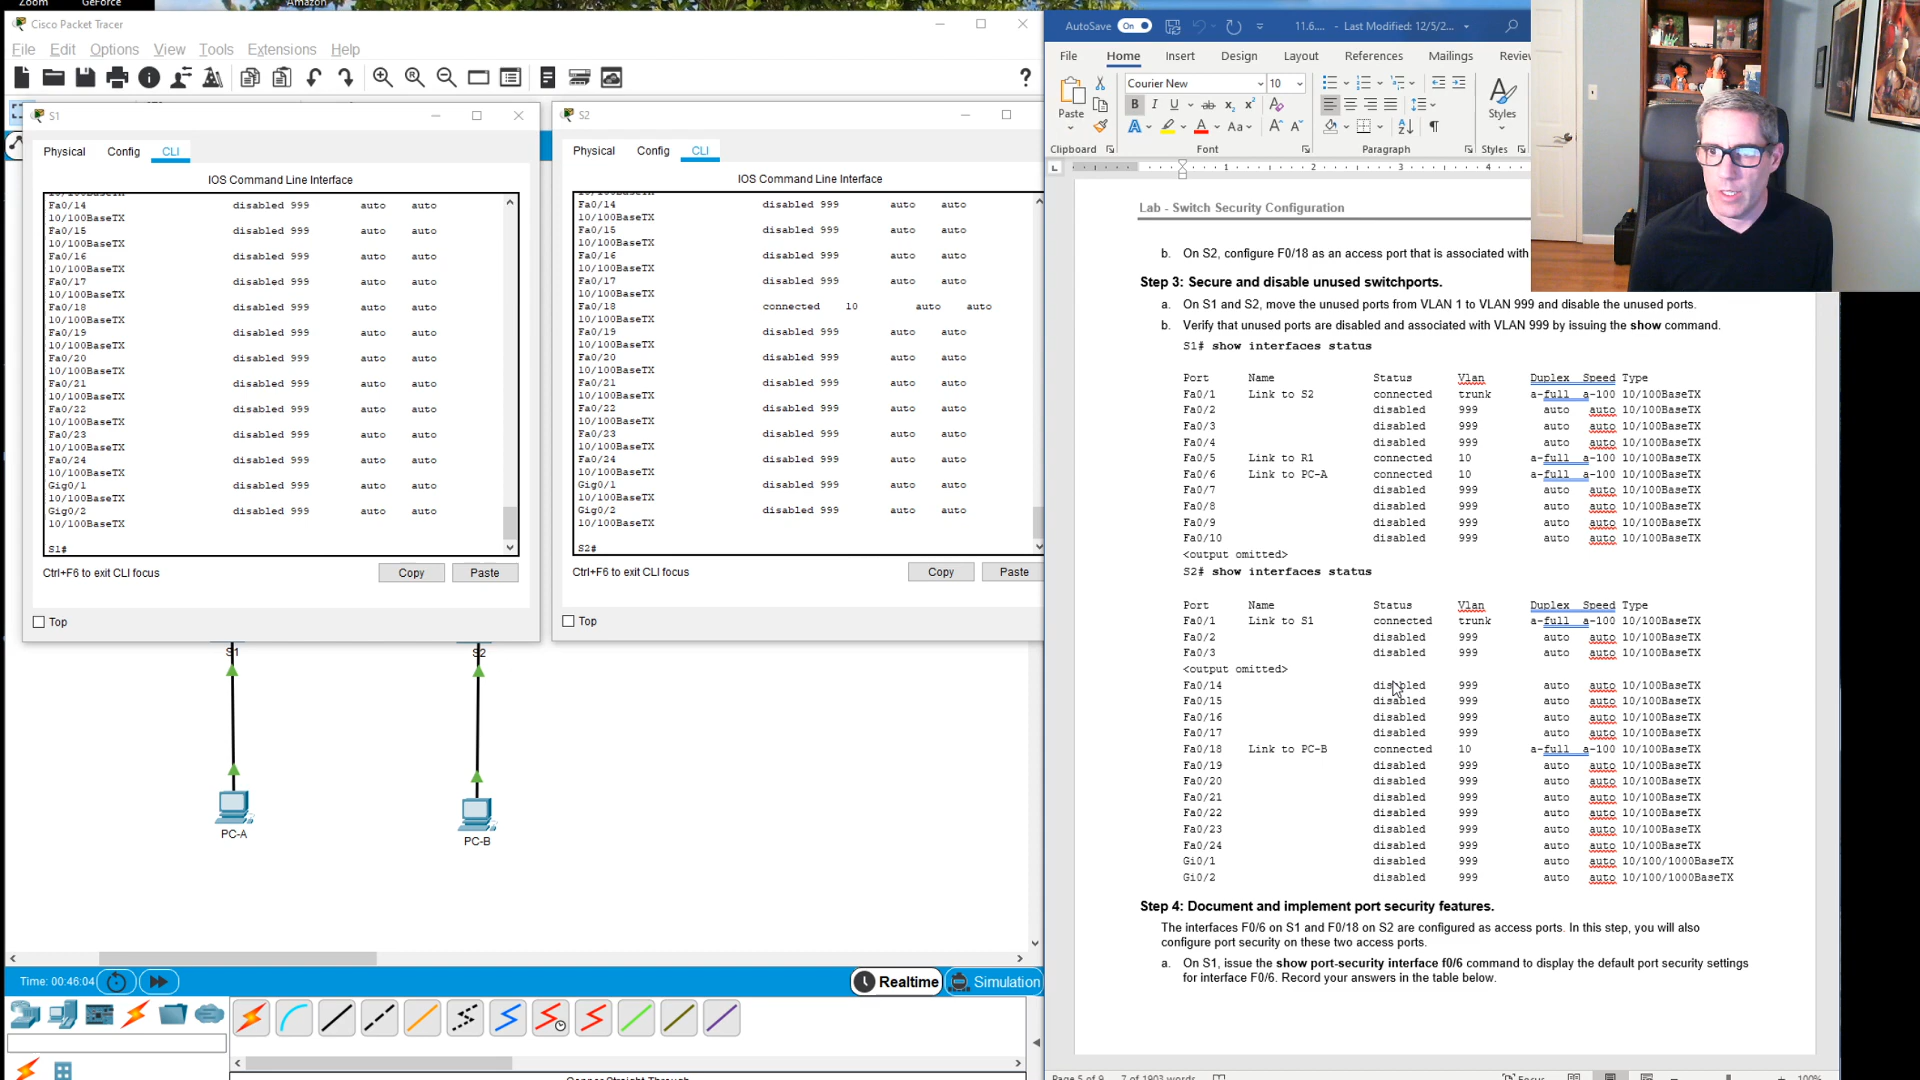 Zoom
GeForce
Amazon
Cisco Packet Tracer
File Edit Options View Tools Extensions Help
S1
Physical Config CLI
IOS Command Line Interface
10/100BaseTX
Fa0/14 disabled 999 auto auto
10/100BaseTX
Fa0/15 disabled 999 auto auto
10/100BaseTX
Fa0/16 disabled 999 auto auto
10/100BaseTX
Fa0/17 disabled 999 auto auto
10/100BaseTX
Fa0/18 disabled 999 auto auto
10/100BaseTX
Fa0/19 disabled 999 auto auto
10/100BaseTX
Fa0/20 disabled 999 auto auto
10/100BaseTX
Fa0/21 disabled 999 auto auto
10/100BaseTX
Fa0/22 disabled 999 auto auto
10/100BaseTX
Fa0/23 disabled 999 auto auto
10/100BaseTX
Fa0/24 disabled 999 auto auto
10/100BaseTX
Gig0/1 disabled 999 auto auto
10/100BaseTX
Gig0/2 disabled 999 auto auto
10/100BaseTX
S1#
Ctrl+F6 to exit CLI focus
Copy Paste
Top
S2
Physical Config CLI
IOS Command Line Interface
10/100BaseTX
Fa0/14 disabled 999 auto auto
10/100BaseTX
Fa0/15 disabled 999 auto auto
10/100BaseTX
Fa0/16 disabled 999 auto auto
10/100BaseTX
Fa0/17 disabled 999 auto auto
10/100BaseTX
Fa0/18 connected 10 auto auto
10/100BaseTX
Fa0/19 disabled 999 auto auto
10/100BaseTX
Fa0/20 disabled 999 auto auto
10/100BaseTX
Fa0/21 disabled 999 auto auto
10/100BaseTX
Fa0/22 disabled 999 auto auto
10/100BaseTX
Fa0/23 disabled 999 auto auto
10/100BaseTX
Fa0/24 disabled 999 auto auto
10/100BaseTX
Gig0/1 disabled 999 auto auto
10/100BaseTX
Gig0/2 disabled 999 auto auto
10/100BaseTX
S2#
Ctrl+F6 to exit CLI focus
Copy Paste
Top
S1 S2
PC-A
PC-B
Time: 00:46:04
Realtime Simulation
Copper Straight-Through
AutoSave On 11.6.... - Last Modified: 12/5/2...
File Home Insert Design Layout References Mailings Revie
Courier New 10
Paste Styles
Clipboard Font Paragraph Styles
1 2 3 4
Lab - Switch Security Configuration
b. On S2, configure F0/18 as an access port that is associated with
Step 3: Secure and disable unused switchports.
a. On S1 and S2, move the unused ports from VLAN 1 to VLAN 999 and disable the unused ports.
b. Verify that unused ports are disabled and associated with VLAN 999 by issuing the show command.
S1# show interfaces status
Port Name Status Vlan Duplex Speed Type
Fa0/1 Link to S2 connected trunk a-full a-100 10/100BaseTX
Fa0/2 disabled 999 auto auto 10/100BaseTX
Fa0/3 disabled 999 auto auto 10/100BaseTX
Fa0/4 disabled 999 auto auto 10/100BaseTX
Fa0/5 Link to R1 connected 10 a-full a-100 10/100BaseTX
Fa0/6 Link to PC-A connected 10 a-full a-100 10/100BaseTX
Fa0/7 disabled 999 auto auto 10/100BaseTX
Fa0/8 disabled 999 auto auto 10/100BaseTX
Fa0/9 disabled 999 auto auto 10/100BaseTX
Fa0/10 disabled 999 auto auto 10/100BaseTX
<output omitted>
S2# show interfaces status
Port Name Status Vlan Duplex Speed Type
Fa0/1 Link to S1 connected trunk a-full a-100 10/100BaseTX
Fa0/2 disabled 999 auto auto 10/100BaseTX
Fa0/3 disabled 999 auto auto 10/100BaseTX
<output omitted>
Fa0/14 disabled 999 auto auto 10/100BaseTX
Fa0/15 disabled 999 auto auto 10/100BaseTX
Fa0/16 disabled 999 auto auto 10/100BaseTX
Fa0/17 disabled 999 auto auto 10/100BaseTX
Fa0/18 Link to PC-B connected 10 a-full a-100 10/100BaseTX
Fa0/19 disabled 999 auto auto 10/100BaseTX
Fa0/20 disabled 999 auto auto 10/100BaseTX
Fa0/21 disabled 999 auto auto 10/100BaseTX
Fa0/22 disabled 999 auto auto 10/100BaseTX
Fa0/23 disabled 999 auto auto 10/100BaseTX
Fa0/24 disabled 999 auto auto 10/100BaseTX
Gi0/1 disabled 999 auto auto 10/100/1000BaseTX
Gi0/2 disabled 999 auto auto 10/100/1000BaseTX
Step 4: Document and implement port security features.
The interfaces F0/6 on S1 and F0/18 on S2 are configured as access ports. In this step, you will also
configure port security on these two access ports.
a. On S1, issue the show port-security interface f0/6 command to display the default port security settings
for interface F0/6. Record your answers in the table below.
Page 5 of 9 7 of 1903 words Focus 100%